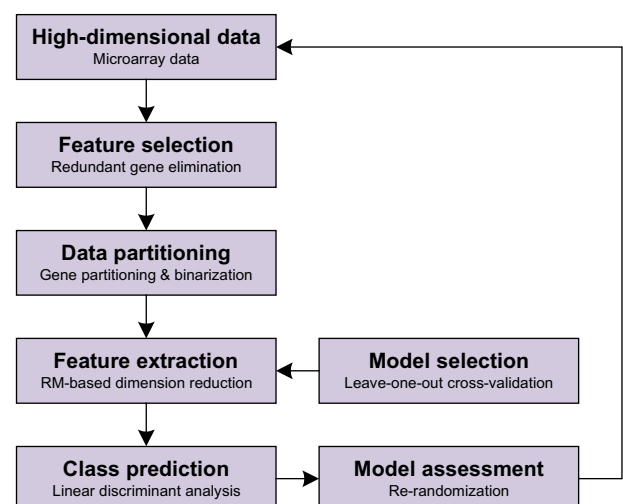 High-dimensional data
Microarray data
Feature selection
Redundant gene elimination
Data partitioning
Gene partitioning & binarization
Feature extraction
RM-based dimension reduction
Model selection
Leave-one-out cross-validation
Class prediction
Linear discriminant analysis
Model assessment
Re-randomization